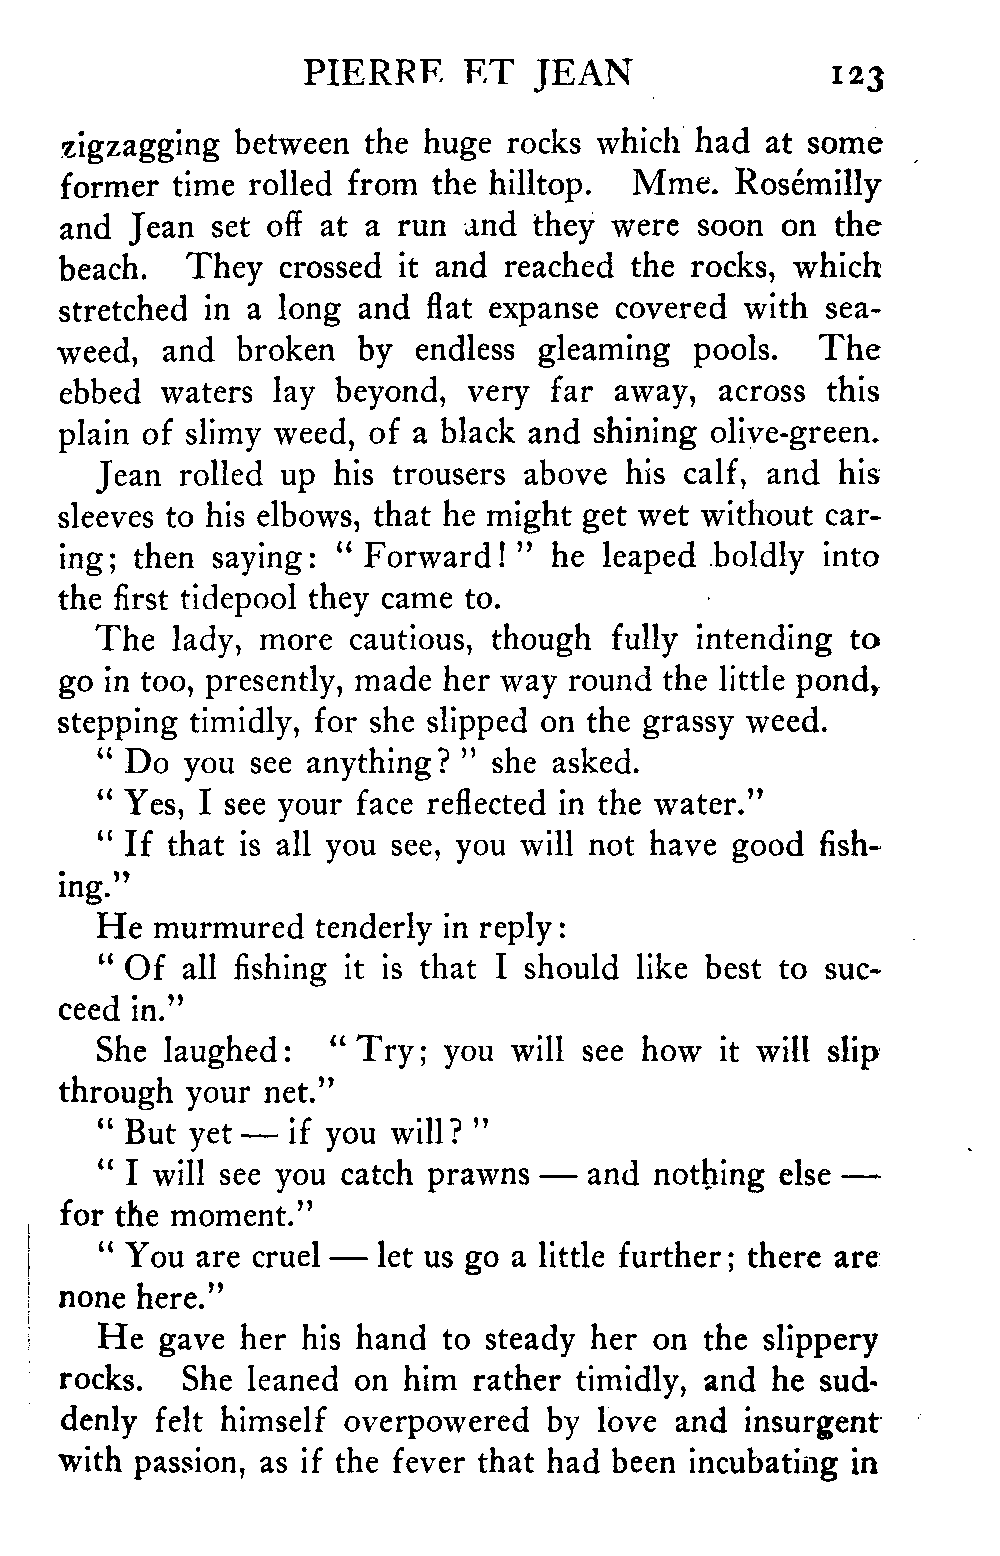 PIERRE ET JEAN 123
zigzagging between the huge rocks which had at some
former time rolled from the hilltop. Mme. Rosémilly
and Jean set off at a run and they were soon on the
beach. They crossed it and reached the rocks, which
stretched in a long and flat expanse covered with sea-
weed, and broken by endless gleaming pools. The
ebbed waters lay beyond, very far away, across this
plain of slimy weed, of a black and shining olive-green.
Jean rolled up his trousers above his calf, and his
sleeves to his elbows, that he might get wet without car-
ing; then saying: “ Forward! ” he leaped boldly into
the first tidepool they came to.
The lady, more cautious, though fully intending to
go in too, presently, made her way round the little pond,
stepping timidly, for she slipped on the grassy weed.
“ Do you see anything? ” she asked.
“ Yes, I see your face reflected in the water.”
“ If that is all you see, you will not have good fish-
ing.”
He murmured tenderly in reply:
“ Of all fishing it is that I should like best to suc-
ceed in.”
She laughed: “ Try; you will see how it will slip
through your net.”
“ But yet — if you will? ”
“ I will see you catch prawns — and nothing else —
for the moment.”
“ You are cruel — let us go a little further; there are
none here.”
He gave her his hand to steady her on the slippery
rocks. She leaned on him rather timidly, and he sud-
denly felt himself overpowered by love and insurgent
with passion, as if the fever that had been incubating in